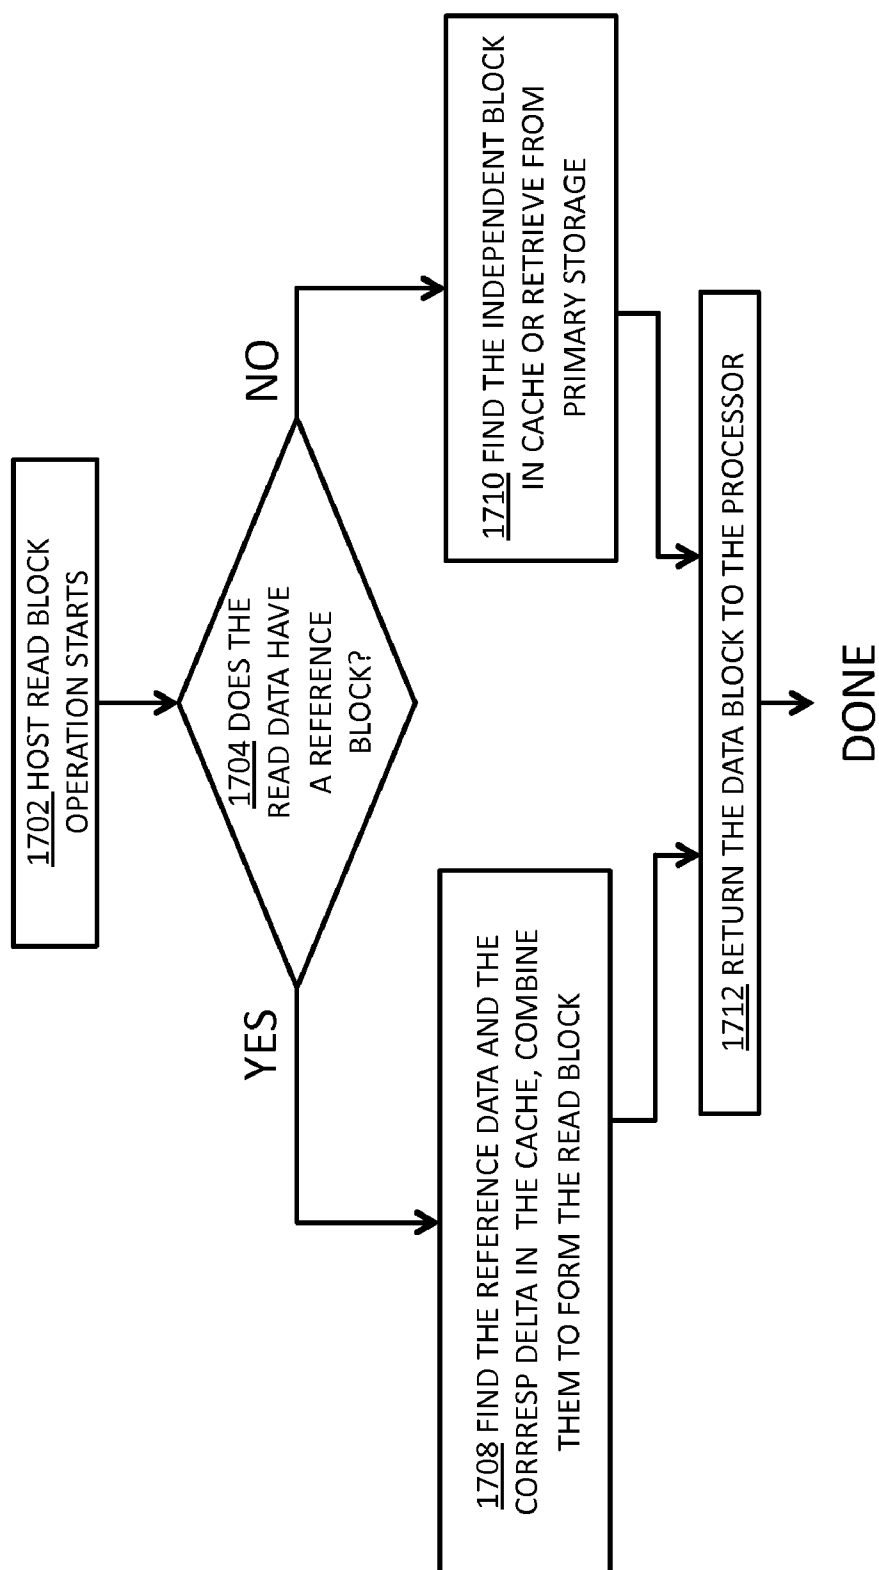 1702 HOST READ BLOCK
OPERATION STARTS
1704 DOES THE
READ DATA HAVE
A REFERENCE
BLOCK?
YES
NO
1708 FIND THE REFERENCE DATA AND THE
CORRRESP DELTA IN THE CACHE, COMBINE
THEM TO FORM THE READ BLOCK
1710 FIND THE INDEPENDENT BLOCK
IN CACHE OR RETRIEVE FROM
PRIMARY STORAGE
1712 RETURN THE DATA BLOCK TO THE PROCESSOR
DONE